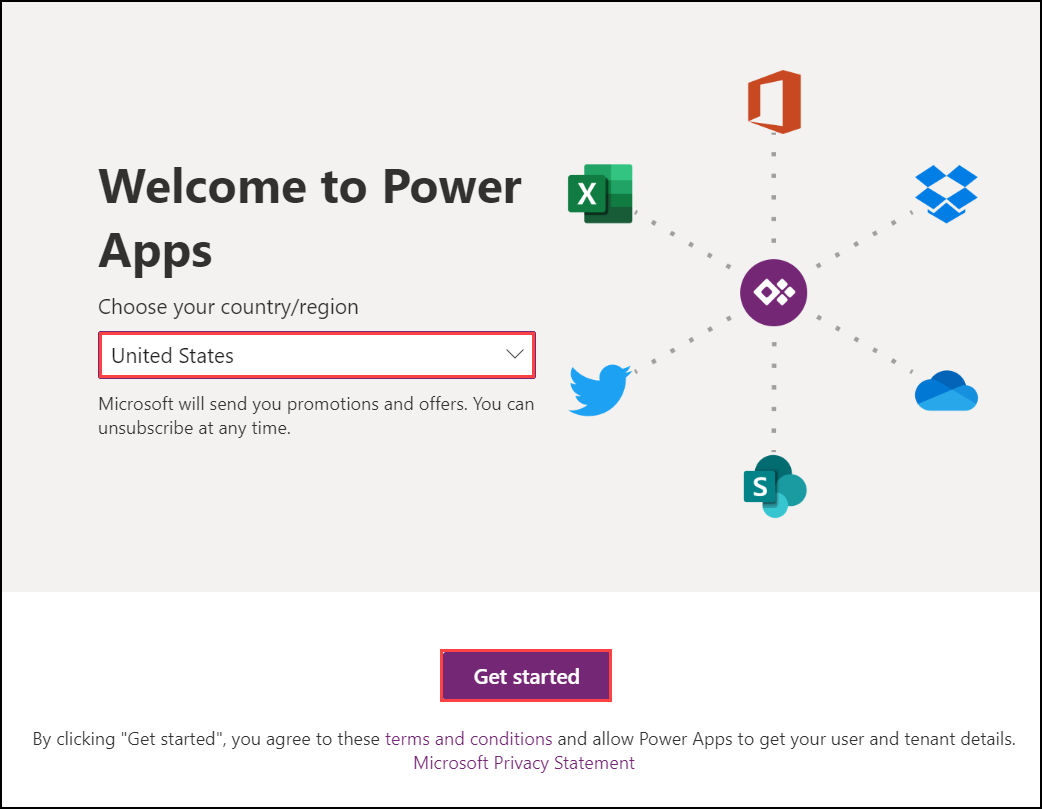 Welcome to Power
Apps
Choose your country/region
United States
Microsoft will send you promotions and offers. You can
unsubscribe at any time.
X
S
Get started
By clicking "Get started", you agree to these terms and conditions and allow Power Apps to get your user and tenant details.
Microsoft Privacy Statement